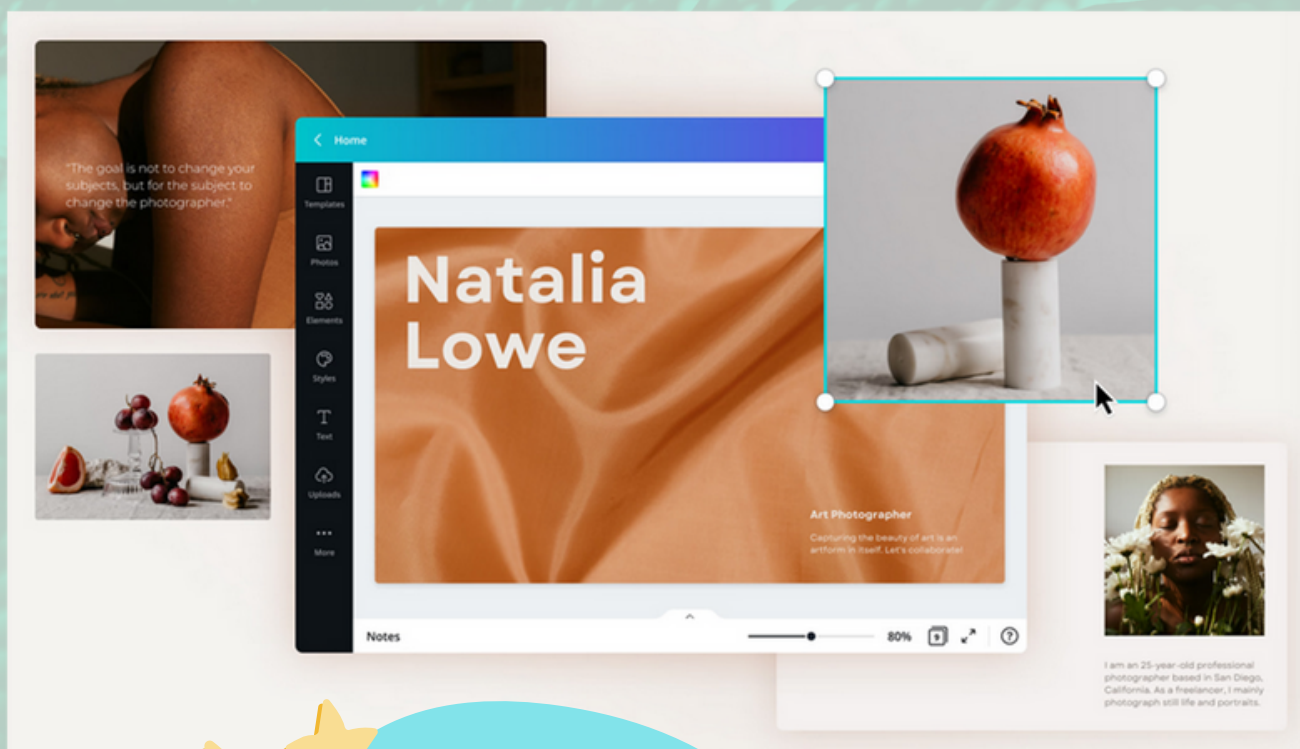 "The goal is not to change your
subjects, but for the subject to
change the photographer."
Home
Templates
Photos
Elements
Styles
Text
Uploads
More
Natalia
Lowe
Art Photographer
Capturing the beauty of art is an
artform in itself. Let's collaborate!
Notes
80%
9
?
I am an 25-year-old professional
photographer based in San Diego,
California. As a freelancer, I mainly
photograph still life and portraits.